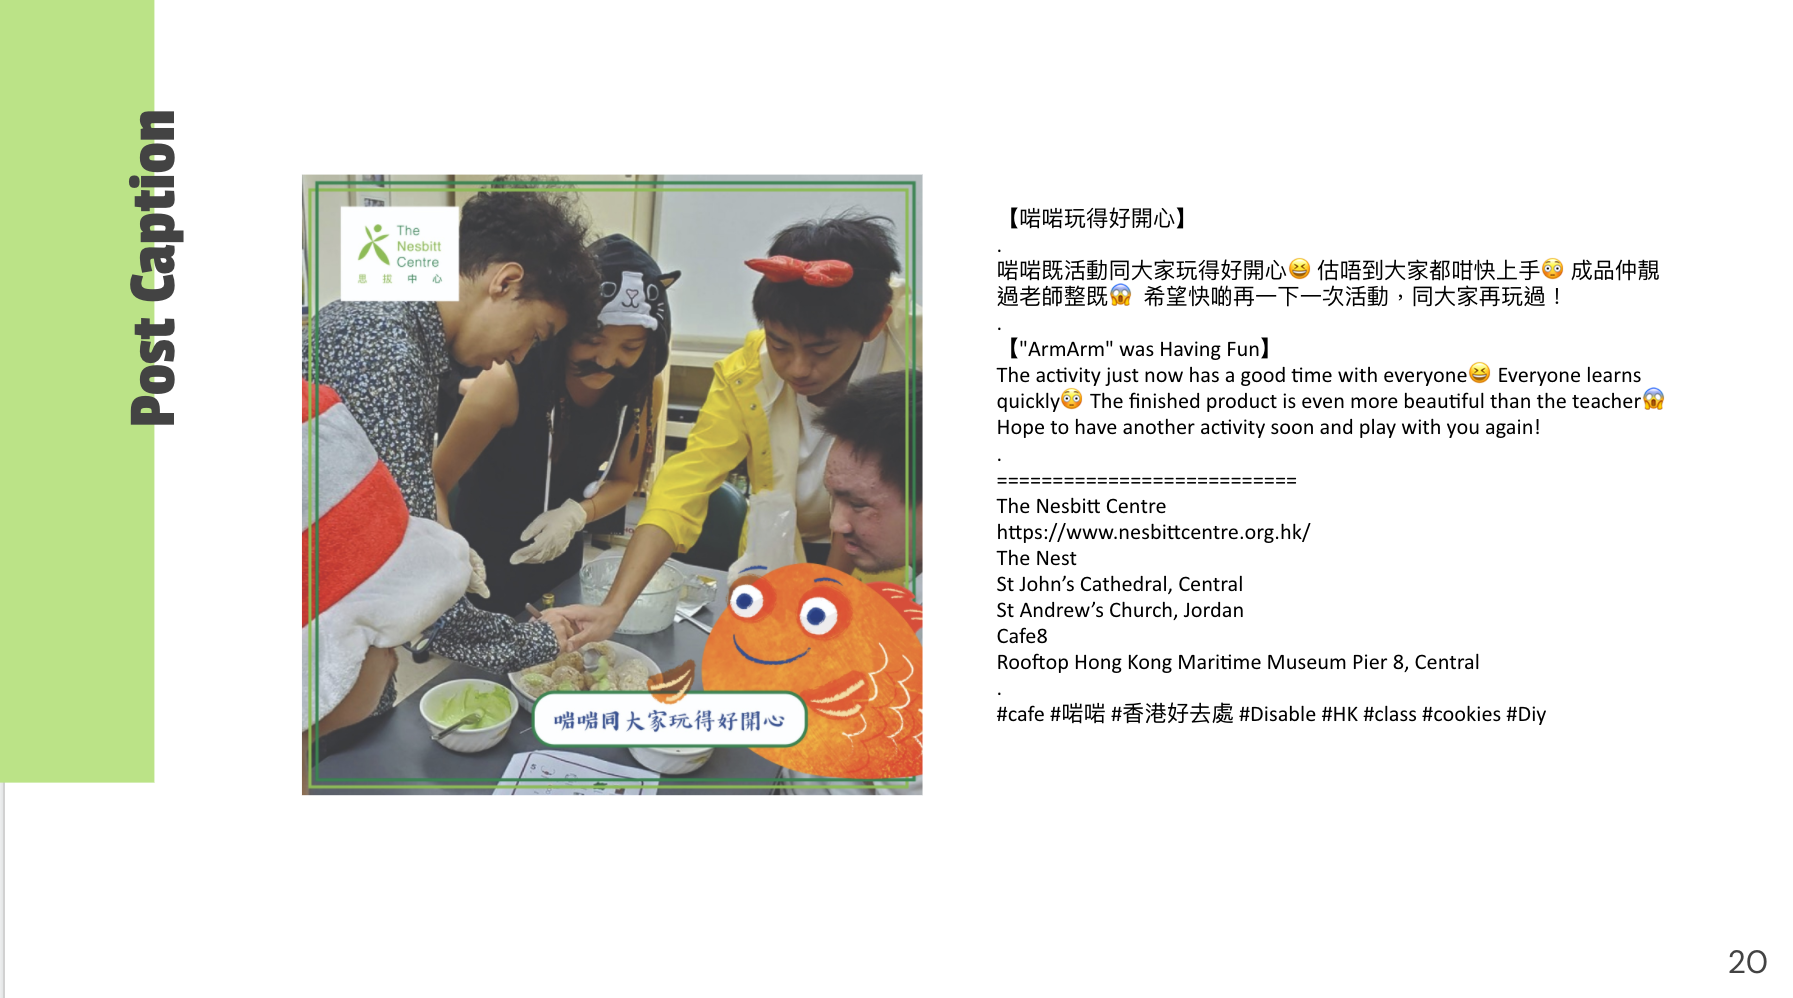 Post Caption
The
Nesbitt
Centre
思拔中心
啱啱同大家玩得好開心
【啱啱玩得好開心】
.
啱啱既活動同大家玩得好開心😆 估唔到大家都咁快上手😳 成品仲靚
過老師整既😱 希望快啲再一下一次活動，同大家再玩過！
.
【"ArmArm" was Having Fun】
The activity just now has a good time with everyone😆 Everyone learns
quickly😳 The finished product is even more beautiful than the teacher😱
Hope to have another activity soon and play with you again!
.
===========================
The Nesbitt Centre
https://www.nesbittcentre.org.hk/
The Nest
St John’s Cathedral, Central
St Andrew’s Church, Jordan
Cafe8
Rooftop Hong Kong Maritime Museum Pier 8, Central
.
#cafe #啱啱 #香港好去處 #Disable #HK #class #cookies #Diy
20